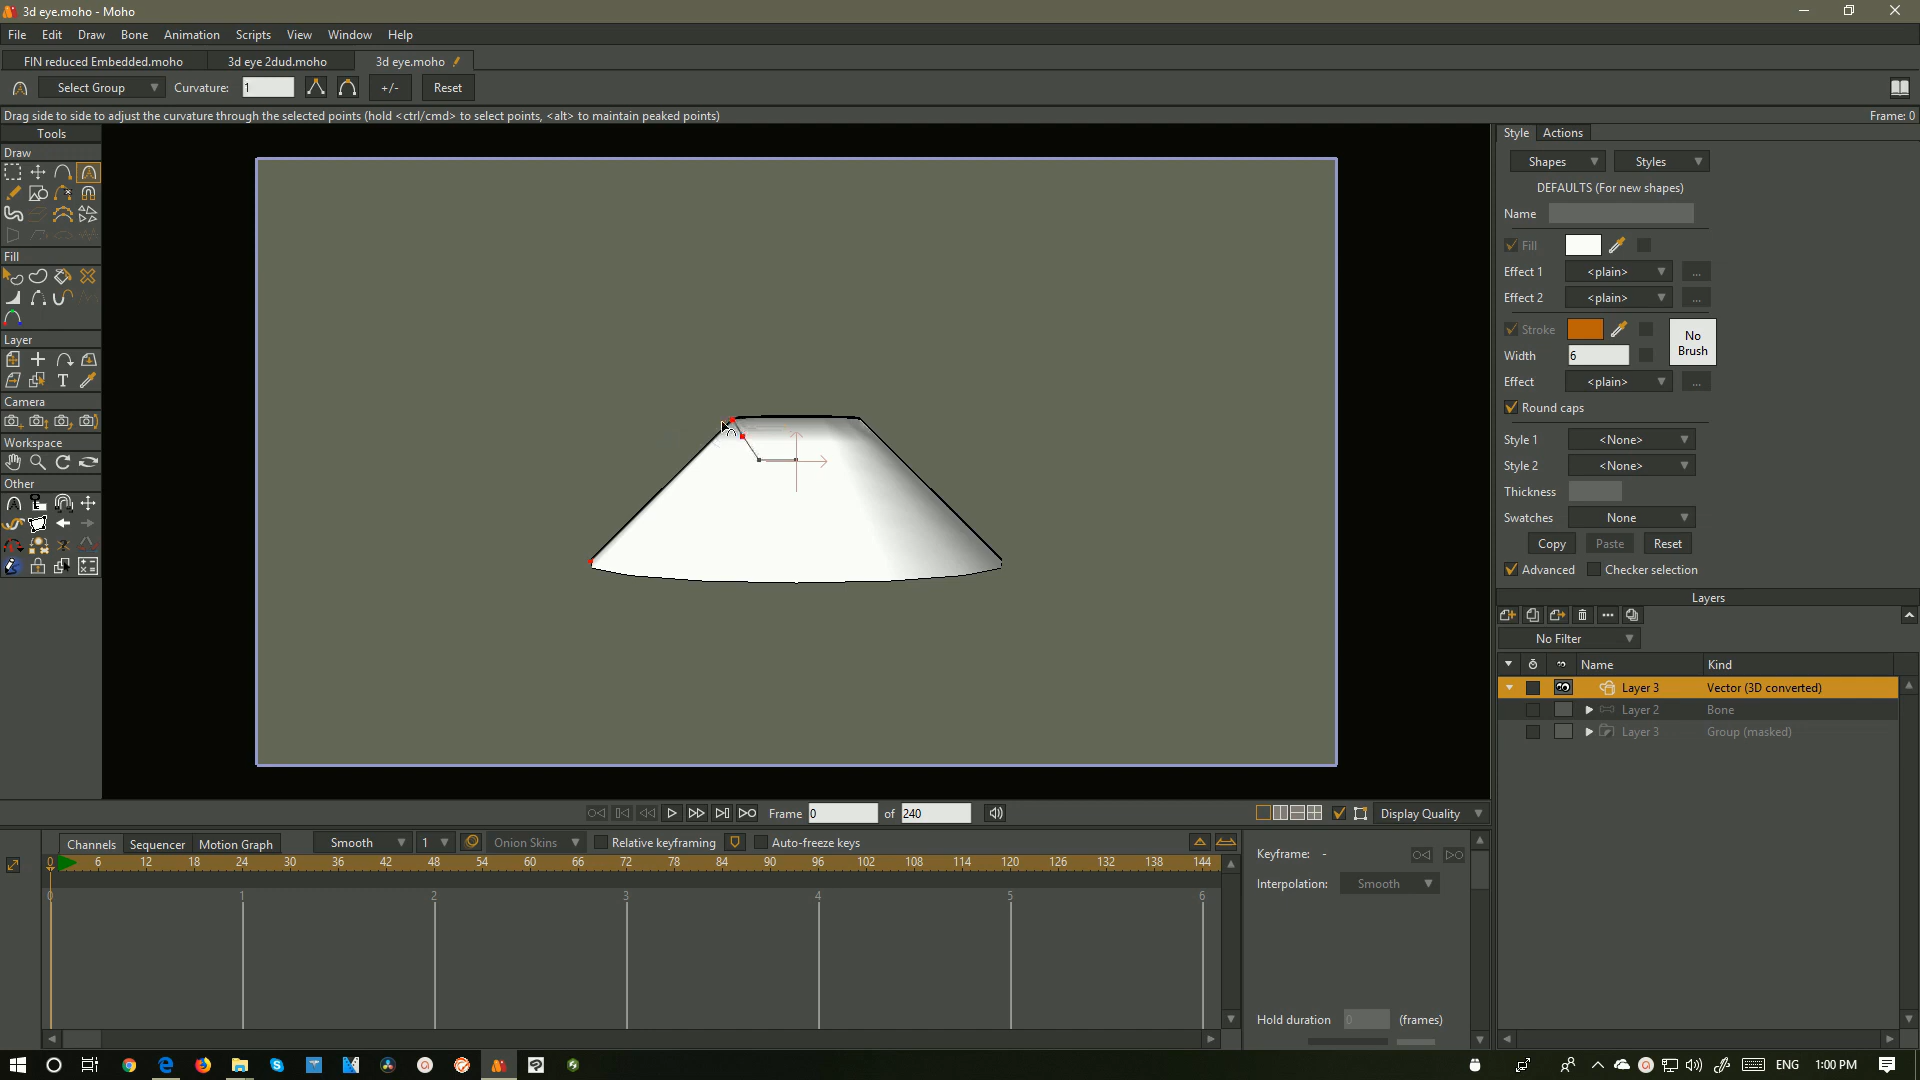 3d eye.moho - Moho
File Edit Draw Bone Animation Scripts View Window Help
FIN reduced Embedded.moho 3d eye 2dud.moho 3d eye.moho
Select Group Curvature: 1 +/- Reset
Drag side to side to adjust the curvature through the selected points (hold <ctrl/cmd> to select points, <alt> to maintain peaked points) Frame: 0
Tools
Draw
Fill
Layer
Camera
Workspace
Other
Style Actions
Shapes Styles
DEFAULTS (For new shapes)
Name
Fill
Effect 1 <plain> ...
Effect 2 <plain> ...
Stroke
No
Brush
Width 6
Effect <plain> ...
Round caps
Style 1 <None>
Style 2 <None>
Thickness
Swatches None
Copy Paste Reset
Advanced Checker selection
Layers
No Filter
Name Kind
Layer 3 Vector (3D converted)
Layer 2 Bone
Layer 3 Group (masked)
Frame 0 of 240 Display Quality
Channels Sequencer Motion Graph Smooth 1 Onion Skins Relative keyframing Auto-freeze keys
0 6 12 18 24 30 36 42 48 54 60 66 72 78 84 90 96 102 108 114 120 126 132 138 144
0 1 2 3 4 5 6
Keyframe: -
Interpolation: Smooth
Hold duration 0 (frames)
ENG 1:00 PM